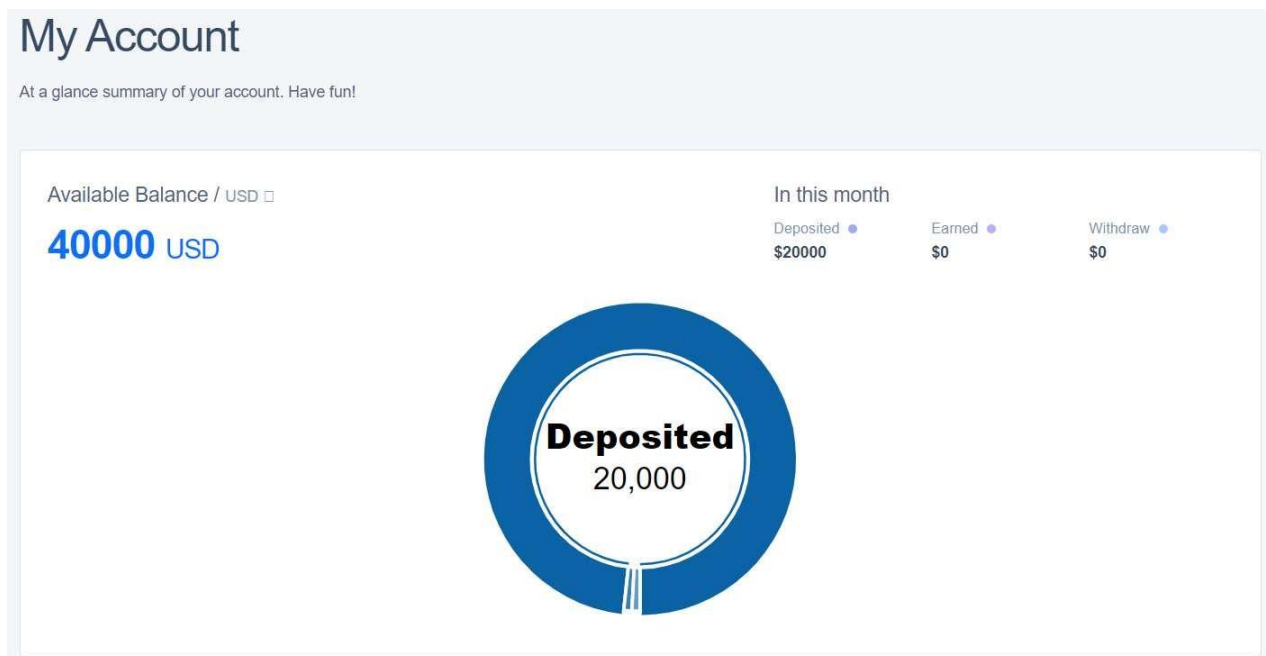 My Account
At a glance summary of your account. Have fun!
Available Balance / USD
40000 USD
In this month
Deposited
$20000
Earned
$0
Withdraw
$0
Deposited
20,000